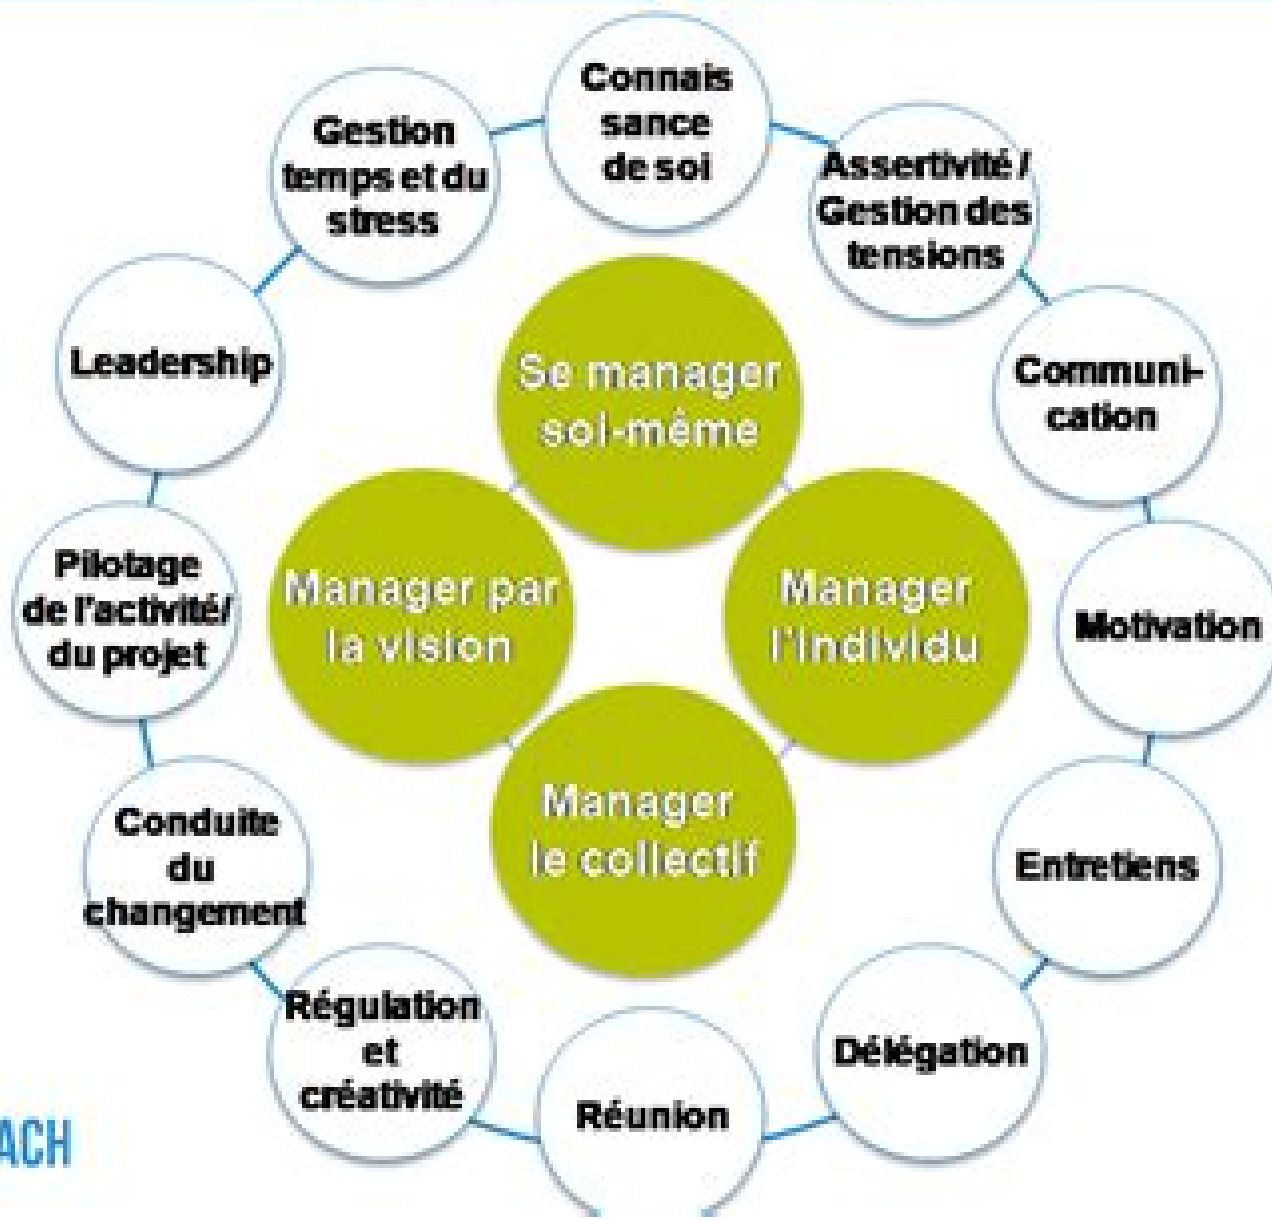 Connais
sance
de soi
Assertivité /
Gestion des
tensions
Communi-
cation
Motivation
Entretiens
Délégation
Réunion
Régulation
et
créativité
Conduite
du
changement
Pilotage
de l'activité/
du projet
Leadership
Gestion
temps et du
stress
Se manager
soi-même
Manager
l'individu
Manager
le collectif
Manager par
la vision
ACH